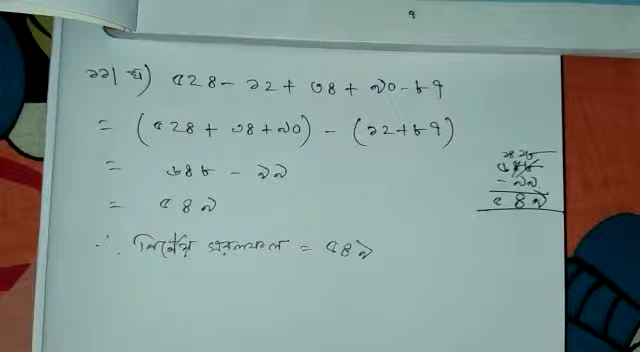 ৭
১১। ঘ) ৫২৪ - ১২ + ৩৪ + ৯০ - ৮৭
= (৫২৪ + ৩৪ + ৯০) - (১২ + ৮৭)
= ৬৪৮ - ৯৯
= ৫৪৯
∴ নির্ণেয় সরলফল = ৫৪৯
৬৪৮
- ৯৯
৫৪৯